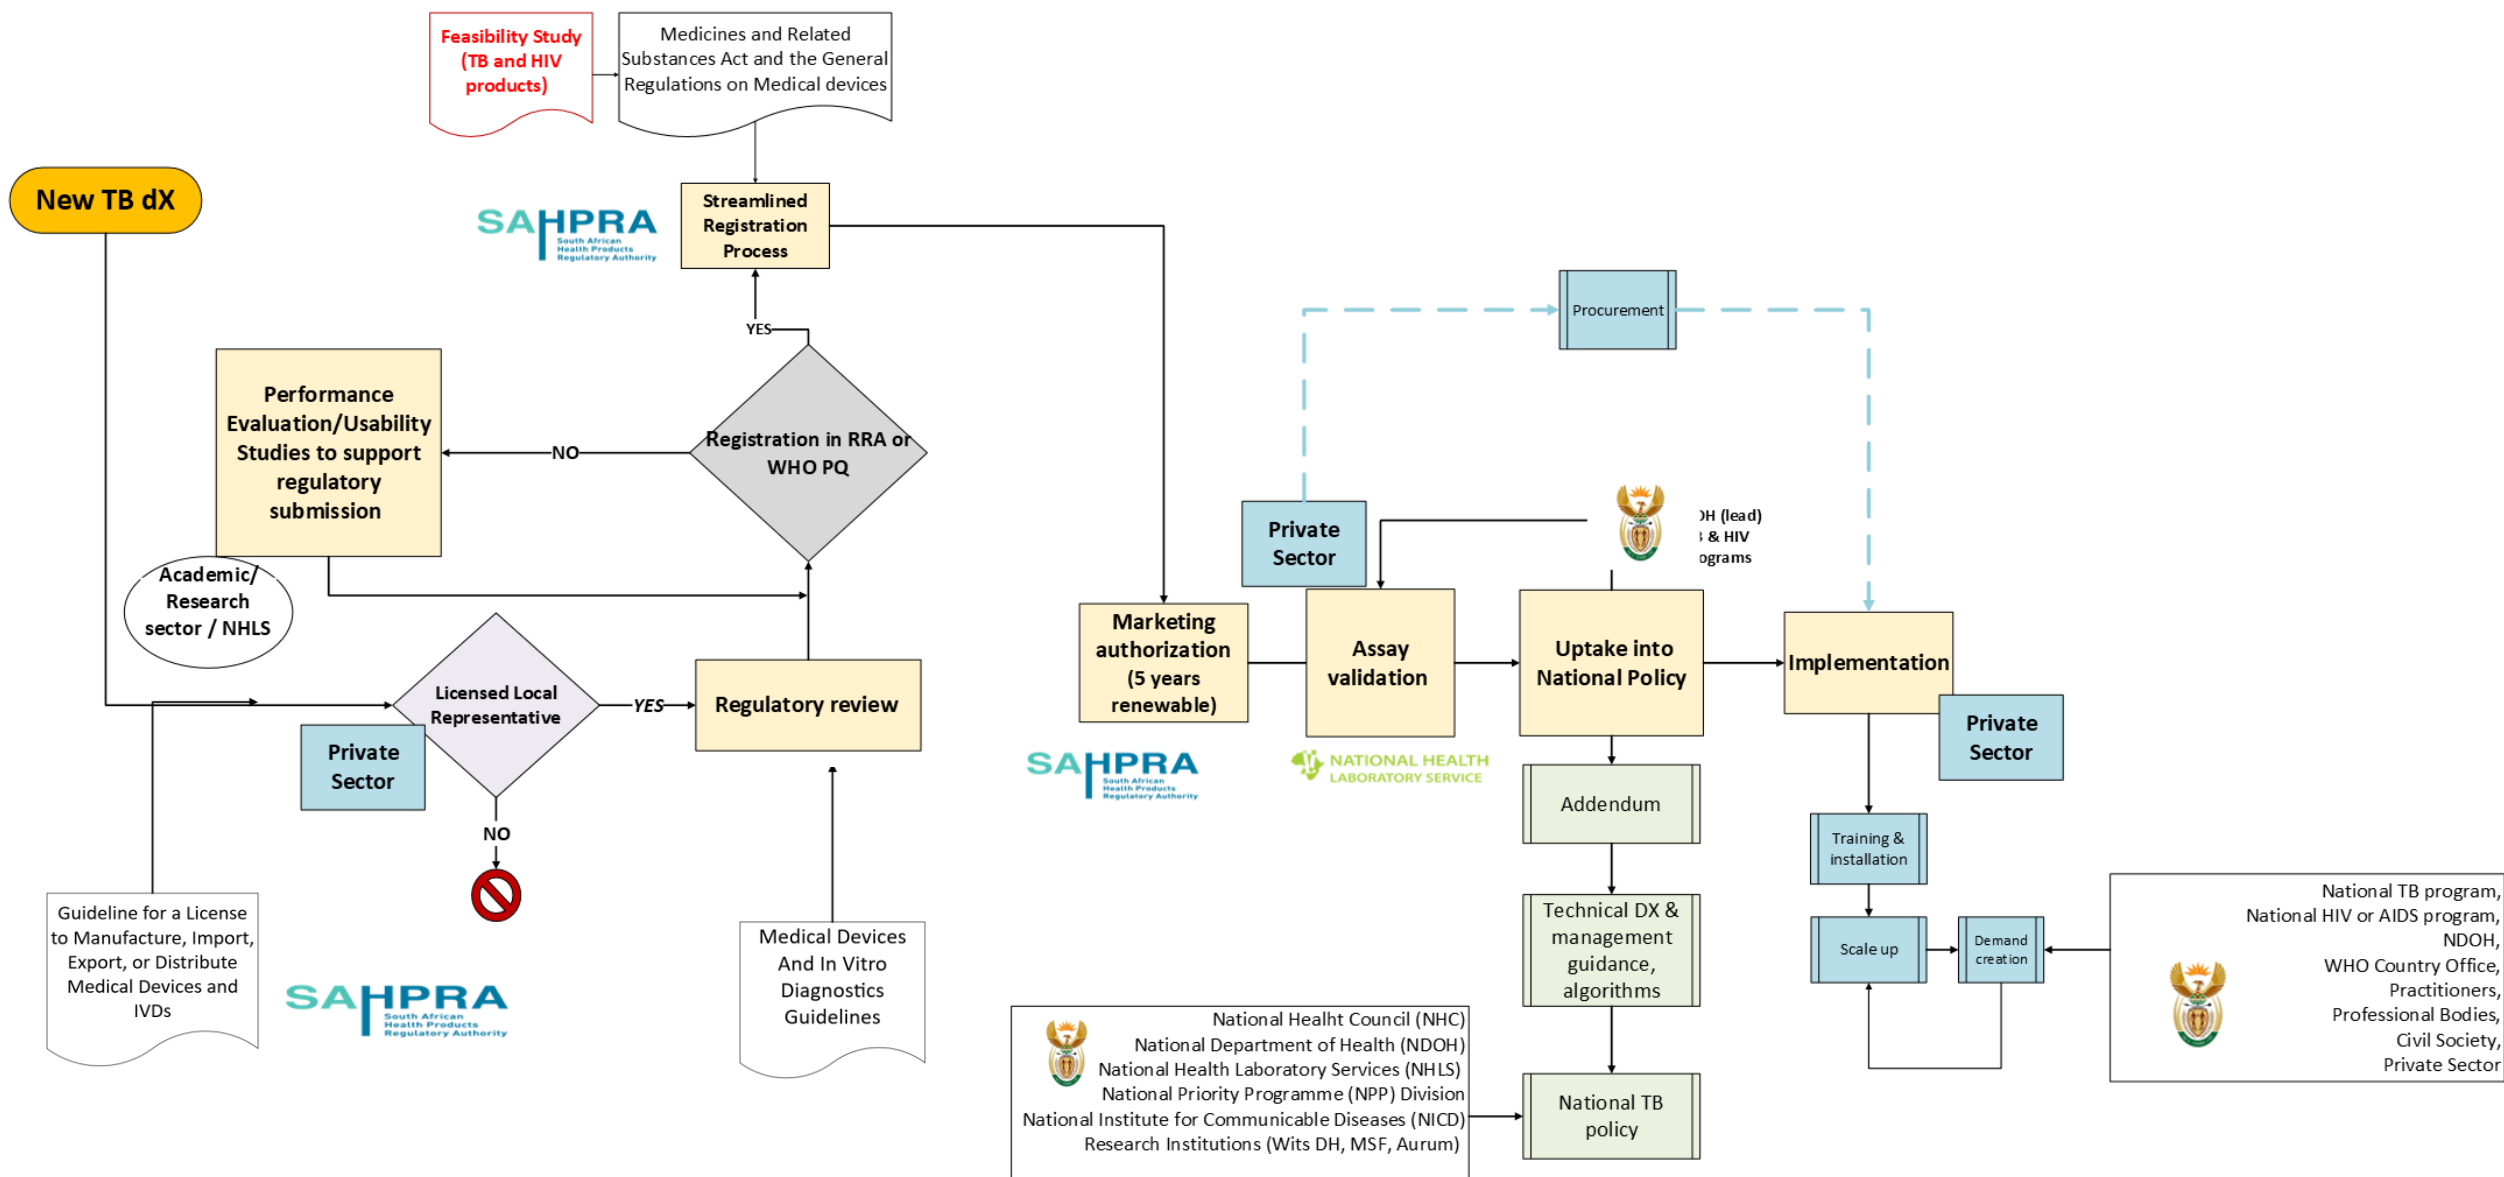 Feasibility Study
(TB and HIV
products)
Medicines and Related
Substances Act and the General
Regulations on Medical devices
New TB dX
SAHPRA
South African
Health Products
Regulatory Authority
Streamlined
Registration
Process
YES
Procurement
Performance
Evaluation/Usability
Studies to support
regulatory
submission
NO
Registration in RRA or
WHO PQ
Academic/
Research
sector / NHLS
Private
Sector
(lead)
& HIV
Marketing
authorization
(5 years
renewable)
Assay
validation
Uptake into
National Policy
Implementation
Private
Sector
Licensed Local
Representative
YES
Regulatory review
Private
Sector
NO
SAHPRA
South African
Health Products
Regulatory Authority
NATIONAL HEALTH
LABORATORY SERVICE
Addendum
Training &
installation
Guideline for a License
to Manufacture, Import,
Export, or Distribute
Medical Devices and
IVDs
SAHPRA
South African
Health Products
Regulatory Authority
Medical Devices
And In Vitro
Diagnostics
Guidelines
Technical DX &
management
guidance,
algorithms
Scale up
Demand
creation
National TB program,
National HIV or AIDS program,
NDOH,
WHO Country Office,
Practitioners,
Professional Bodies,
Civil Society,
Private Sector
National Healht Council (NHC)
National Department of Health (NDOH)
National Health Laboratory Services (NHLS)
National Priority Programme (NPP) Division
National Institute for Communicable Diseases (NICD)
Research Institutions (Wits DH, MSF, Aurum)
National TB
policy